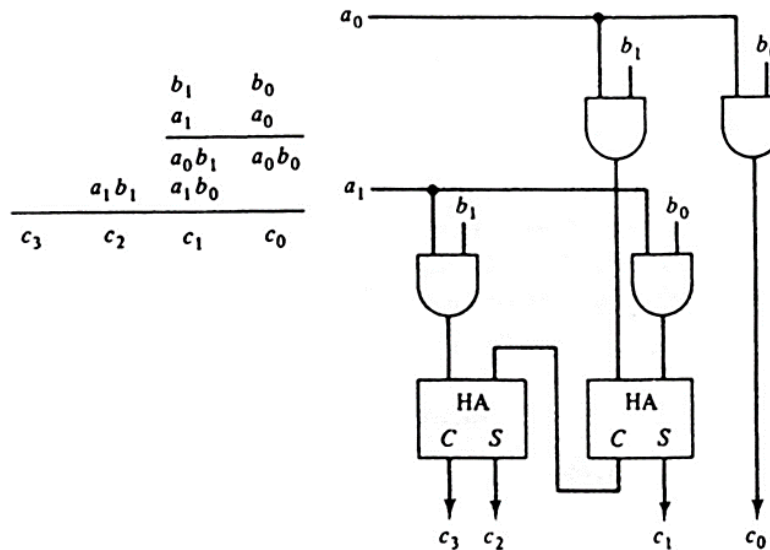 b₁ b₀
a₁ a₀
a₀b₁ a₀b₀
a₁b₁ a₁b₀
c₃ c₂ c₁ c₀
a₀
b₁
a₁
b₁ b₀
HA HA
C S C S
c₃ c₂ c₁ c₀